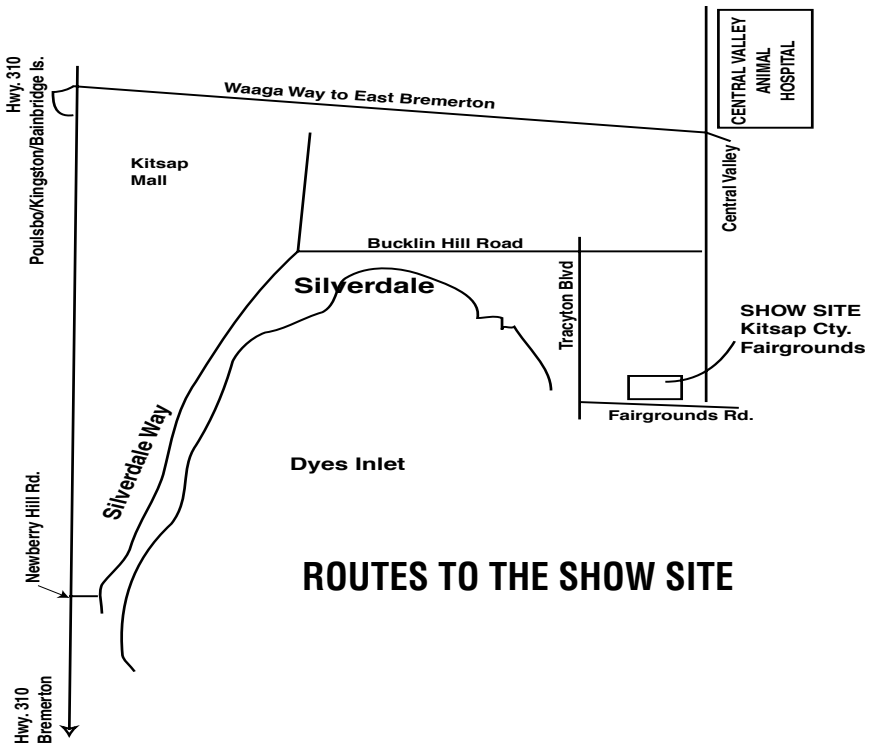 Hwy. 310
Poulsbo/Kingston/Bainbridge Is.
Waaga Way to East Bremerton
CENTRAL VALLEY
ANIMAL
HOSPITAL
Kitsap
Mall
Central Valley
Bucklin Hill Road
Silverdale
Tracyton Blvd
SHOW SITE
Kitsap Cty.
Fairgrounds
Fairgrounds Rd.
Silverdale Way
Dyes Inlet
Newberry Hill Rd.
ROUTES TO THE SHOW SITE
Hwy. 310
Bremerton